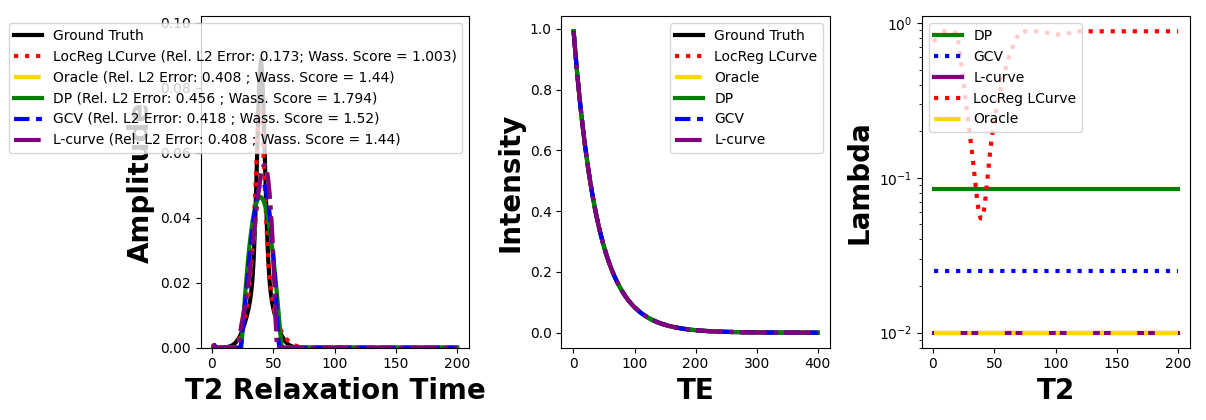 0.10
0.08
0.06
0.04
0.02
0.00
Amplitude
Ground Truth
LocReg LCurve (Rel. L2 Error: 0.173; Wass. Score = 1.003)
Oracle (Rel. L2 Error: 0.408 ; Wass. Score = 1.44)
DP (Rel. L2 Error: 0.456 ; Wass. Score = 1.794)
GCV (Rel. L2 Error: 0.418 ; Wass. Score = 1.52)
L-curve (Rel. L2 Error: 0.408 ; Wass. Score = 1.44)
0 50 100 150 200
T2 Relaxation Time
1.0
0.8
0.6
0.4
0.2
0.0
Intensity
Ground Truth
LocReg LCurve
Oracle
DP
GCV
L-curve
0 100 200 300 400
TE
10⁰
10⁻¹
10⁻²
Lambda
DP
GCV
L-curve
LocReg LCurve
Oracle
0 50 100 150 200
T2